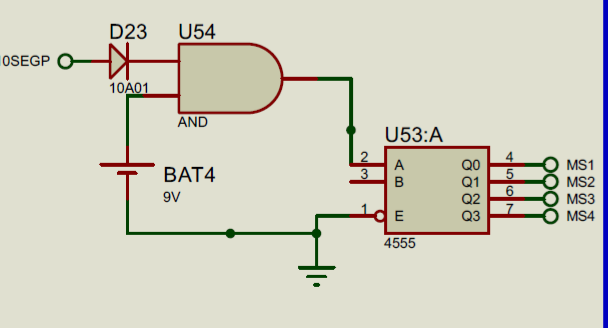 D23
U54
10SEGP
10A01
AND
BAT4
9V
U53:A
2 A Q0 4 MS1
3 B Q1 5 MS2
Q2 6 MS3
1 E Q3 7 MS4
4555